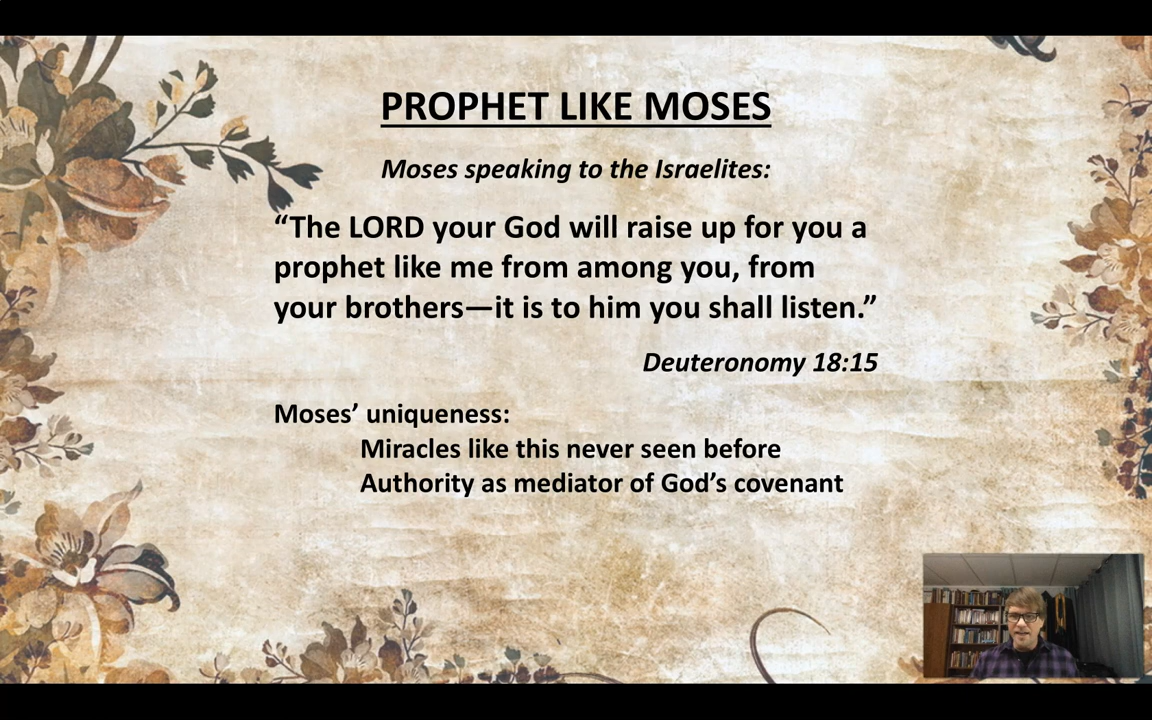 PROPHET LIKE MOSES
Moses speaking to the Israelites:
“The LORD your God will raise up for you a
prophet like me from among you, from
your brothers—it is to him you shall listen.”
Deuteronomy 18:15
Moses’ uniqueness:
Miracles like this never seen before
Authority as mediator of God’s covenant